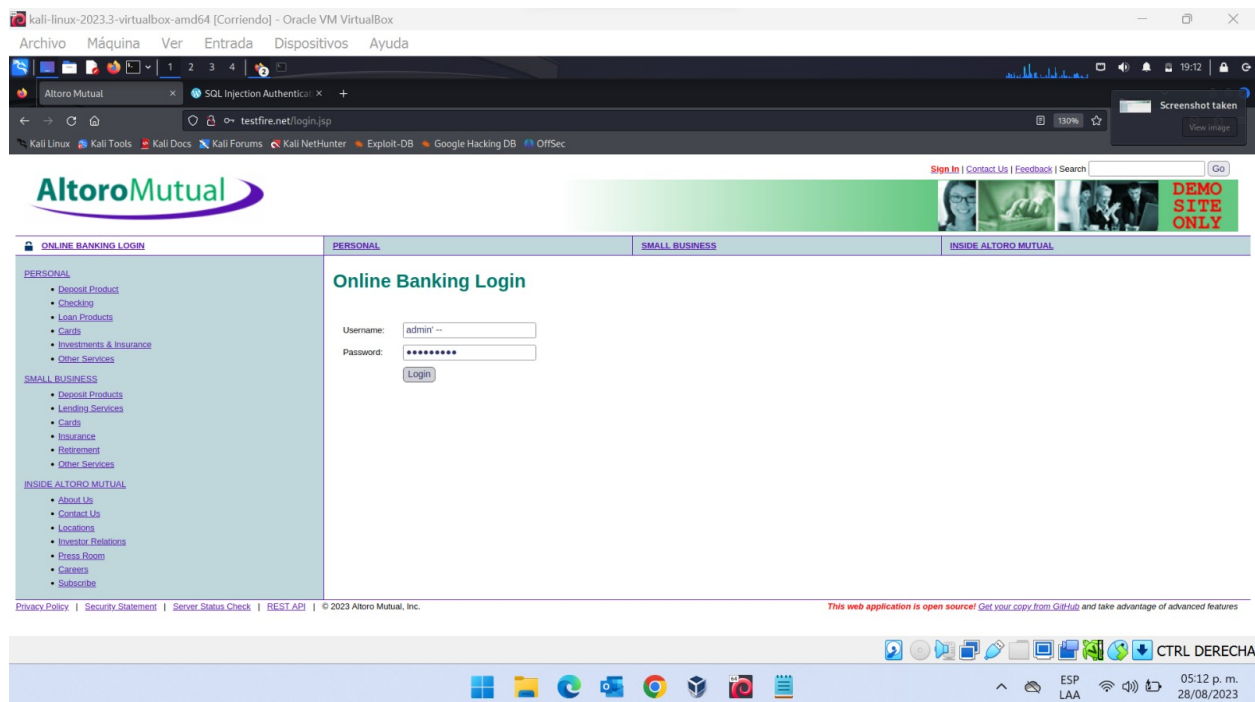 kali-linux-2023.3-virtualbox-amd64 [Corriendo] - Oracle VM VirtualBox
Archivo Máquina Ver Entrada Dispositivos Ayuda
1 2 3 4 19:12
Altoro Mutual × SQL Injection Authenticat × +
Screenshot taken
testfire.net/login.jsp 130%
View image
Kali Linux Kali Tools Kali Docs Kali Forums Kali NetHunter Exploit-DB Google Hacking DB OffSec
Sign In | Contact Us | Feedback | Search Go
AltoroMutual
DEMO
SITE
ONLY
ONLINE BANKING LOGIN PERSONAL SMALL BUSINESS INSIDE ALTORO MUTUAL
PERSONAL
Deposit Product
Checking
Loan Products
Cards
Investments & Insurance
Other Services
SMALL BUSINESS
Deposit Products
Lending Services
Cards
Insurance
Retirement
Other Services
INSIDE ALTORO MUTUAL
About Us
Contact Us
Locations
Investor Relations
Press Room
Careers
Subscribe
Online Banking Login
Username: admin' --
Password: •••••••••
Login
Privacy Policy | Security Statement | Server Status Check | REST API | © 2023 Altoro Mutual, Inc.
This web application is open source! Get your copy from GitHub and take advantage of advanced features
CTRL DERECHA
ESP
LAA
05:12 p. m.
28/08/2023